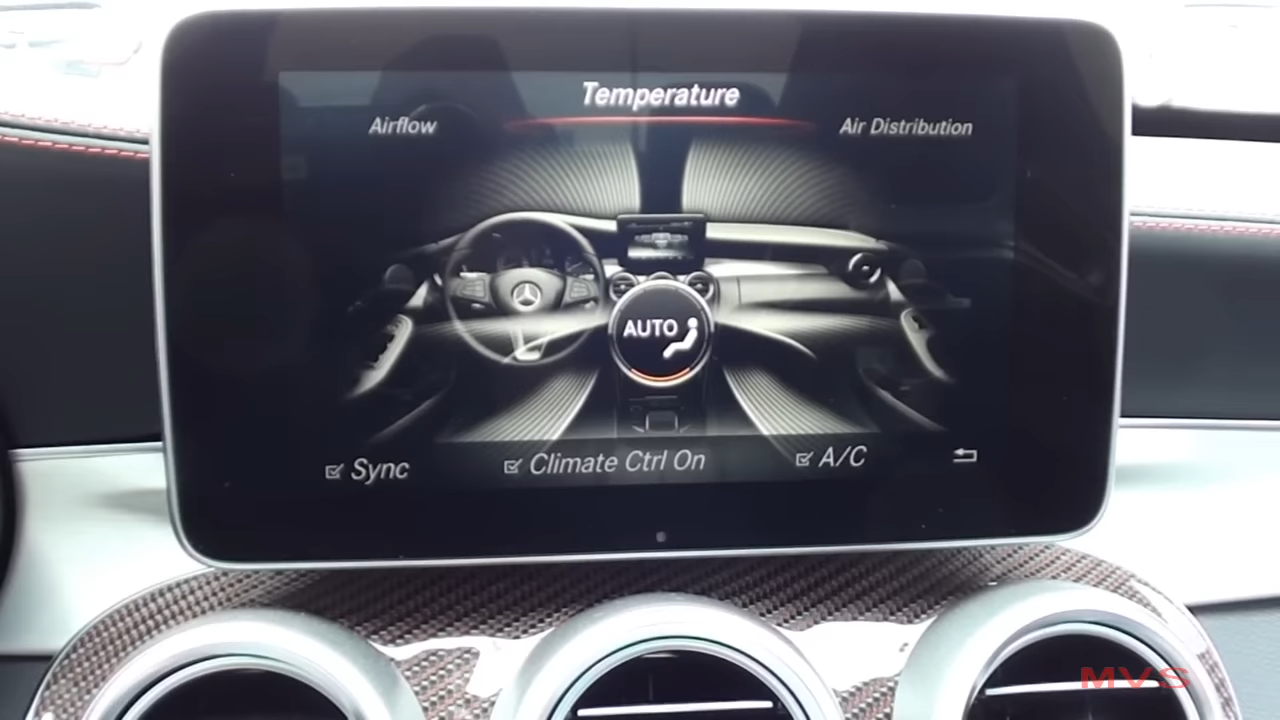 Temperature
Airflow
Air Distribution
AUTO
Sync
Climate Ctrl On
A/C
MVS